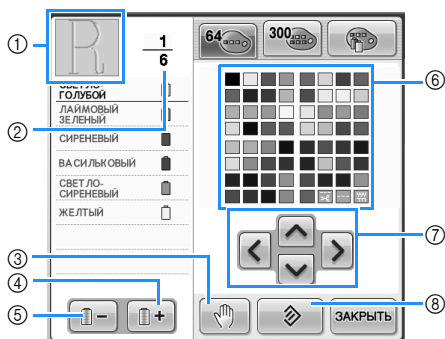 ① R
64 300
1
6
⑥
②
СВЕТЛО-
ГОЛУБОЙ
ЛАЙМОВЫЙ
ЗЕЛЕНЫЙ
СИРЕНЕВЫЙ
ВАСИЛЬКОВЫЙ
СВЕТЛО-
СИРЕНЕВЫЙ
ЖЕЛТЫЙ
⑦
③
④
⑤
- +
ЗАКРЫТЬ
⑧